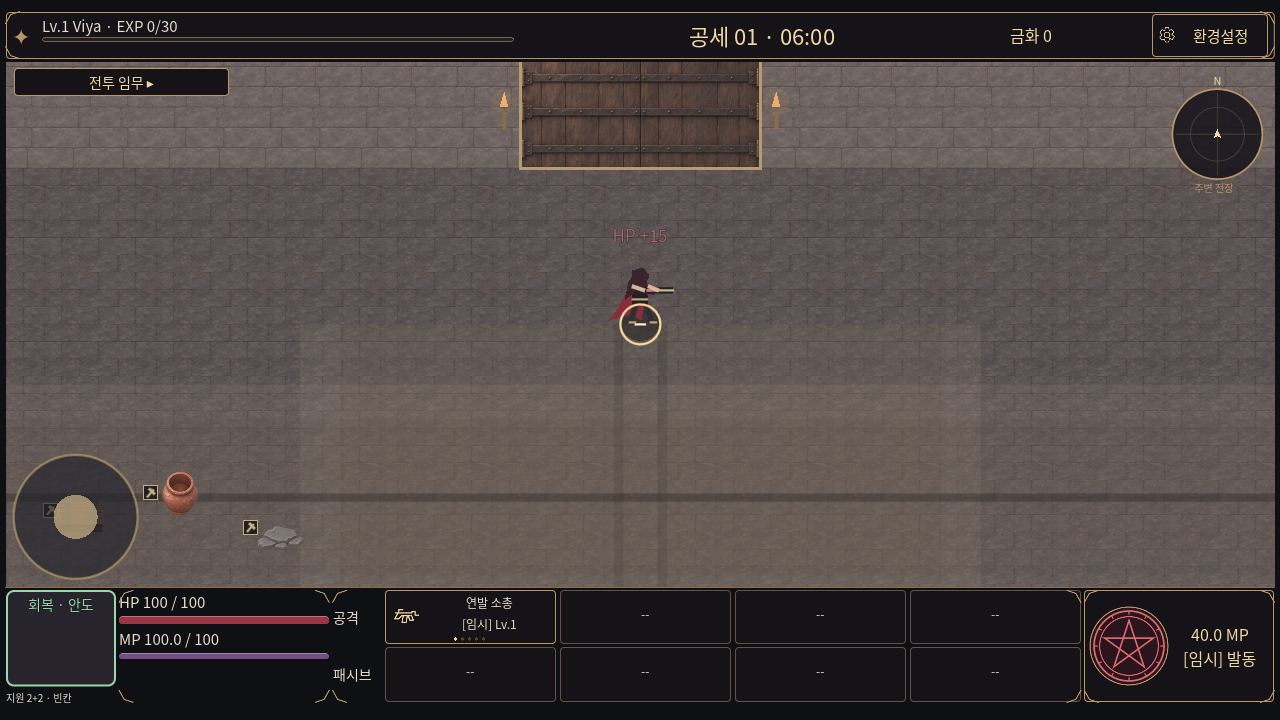 Lv.1 Viya · EXP 0/30
공세 01 · 06:00
금화 0
환경설정
전투 임무 ▸
N
주변 전장
HP +15
회복 · 안도
HP 100 / 100
MP 100.0 / 100
공격
패시브
지원 2+2 · 빈칸
연발 소총
[임시] Lv.1
--
--
--
--
--
--
--
40.0 MP
[임시] 발동